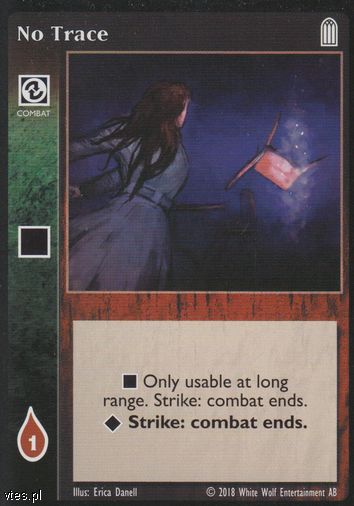 No Trace
COMBAT
Only usable at long
range. Strike: combat ends.
Strike: combat ends.
1
Illus: Erica Danell
© 2018 White Wolf Entertainment AB
vtes.pl